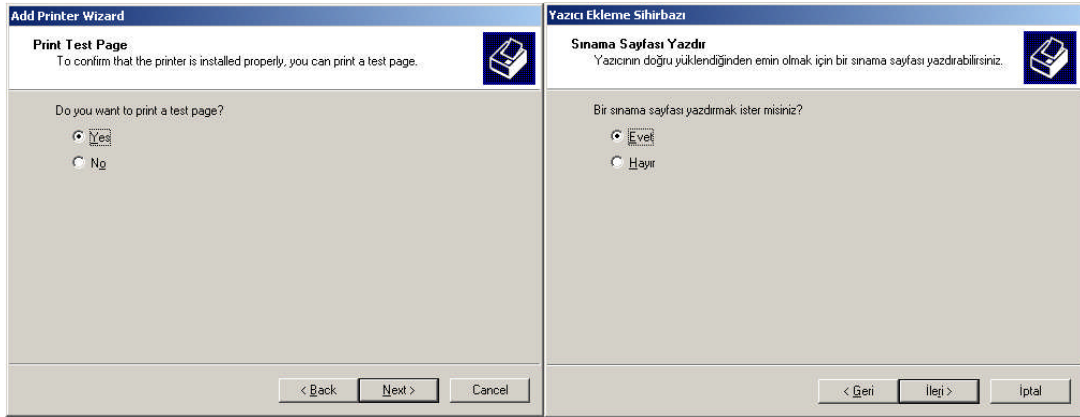 Add Printer Wizard
Print Test Page
To confirm that the printer is installed properly, you can print a test page.
Do you want to print a test page?
Yes
No
< Back Next > Cancel
Yazıcı Ekleme Sihirbazı
Sınama Sayfası Yazdır
Yazıcının doğru yüklendiğinden emin olmak için bir sınama sayfası yazdırabilirsiniz.
Bir sınama sayfası yazdırmak ister misiniz?
Evet
Hayır
< Geri İleri > İptal